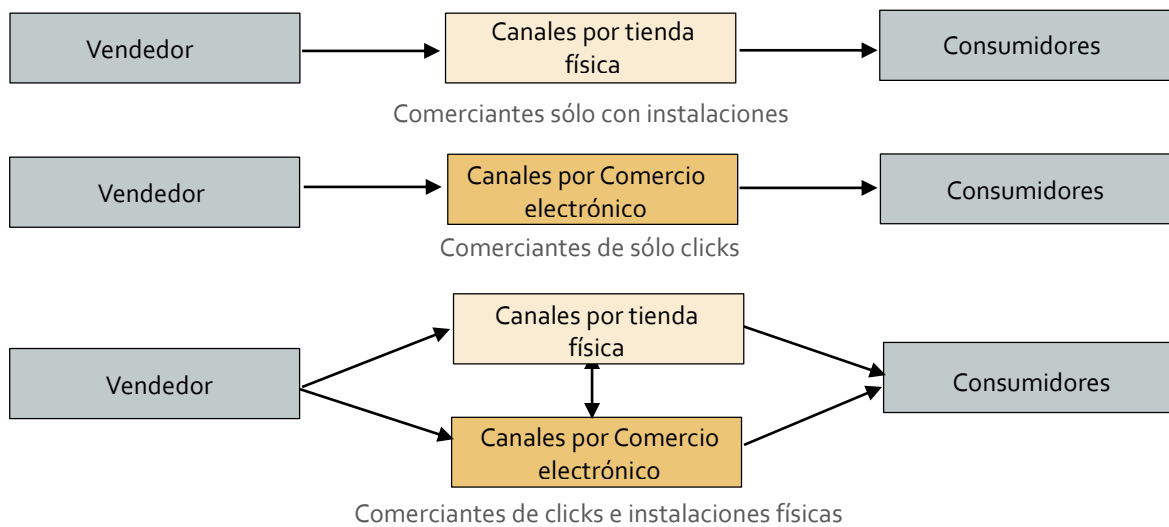 Vendedor
Canales por tienda
física
Consumidores
Comerciantes sólo con instalaciones
Vendedor
Canales por Comercio
electrónico
Consumidores
Comerciantes de sólo clicks
Vendedor
Canales por tienda
física
Canales por Comercio
electrónico
Consumidores
Comerciantes de clicks e instalaciones físicas